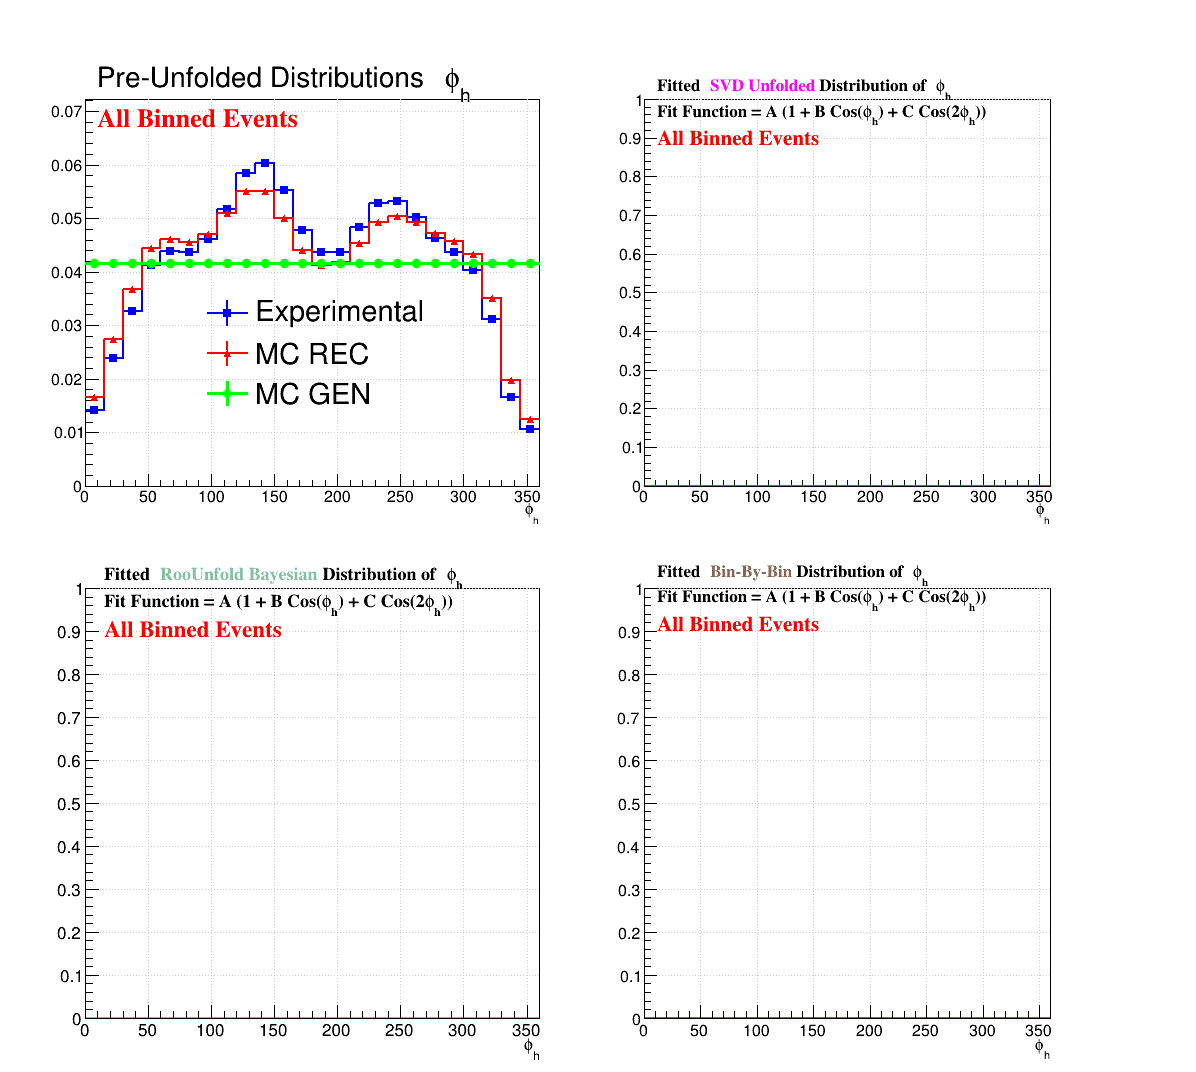 Pre-Unfolded Distributions ϕh
All Binned Events
0.07
0.06
0.05
0.04
0.03
0.02
0.01
0
Experimental
MC REC
MC GEN
0 50 100 150 200 250 300 350
ϕh
Fitted SVD Unfolded Distribution of ϕh
Fit Function = A (1 + B Cos(ϕh) + C Cos(2ϕh))
All Binned Events
1
0.9
0.8
0.7
0.6
0.5
0.4
0.3
0.2
0.1
0
0 50 100 150 200 250 300 350
ϕh
Fitted RooUnfold Bayesian Distribution of ϕh
Fit Function = A (1 + B Cos(ϕh) + C Cos(2ϕh))
All Binned Events
1
0.9
0.8
0.7
0.6
0.5
0.4
0.3
0.2
0.1
0
0 50 100 150 200 250 300 350
ϕh
Fitted Bin-By-Bin Distribution of ϕh
Fit Function = A (1 + B Cos(ϕh) + C Cos(2ϕh))
All Binned Events
1
0.9
0.8
0.7
0.6
0.5
0.4
0.3
0.2
0.1
0
0 50 100 150 200 250 300 350
ϕh